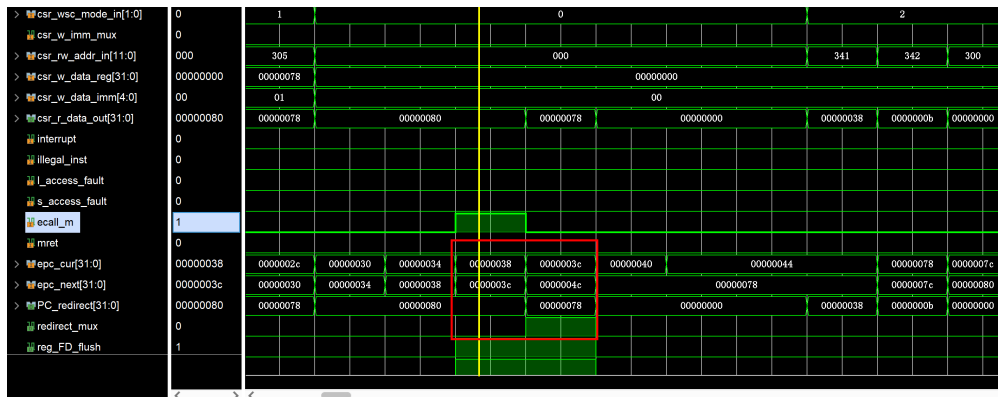 csr_wsc_mode_in[1:0] 0 1 0 2
csr_w_imm_mux 0
csr_rw_addr_in[11:0] 000 305 000 341 342 300
csr_w_data_reg[31:0] 00000000 00000078 00000000
csr_w_data_imm[4:0] 00 01 00
csr_r_data_out[31:0] 00000080 00000078 00000080 00000078 00000000 00000038 0000000b 00000000
interrupt 0
illegal_inst 0
l_access_fault 0
s_access_fault 0
ecall_m 1
mret 0
epc_cur[31:0] 00000038 0000002c 00000030 00000034 00000038 0000003c 00000040 00000044 00000078 0000007c
epc_next[31:0] 0000003c 00000030 00000034 00000038 0000003c 0000004c 00000078 0000007c 00000080
PC_redirect[31:0] 00000080 00000078 00000080 00000078 00000000 00000038 0000000b 00000000
redirect_mux 0
reg_FD_flush 1